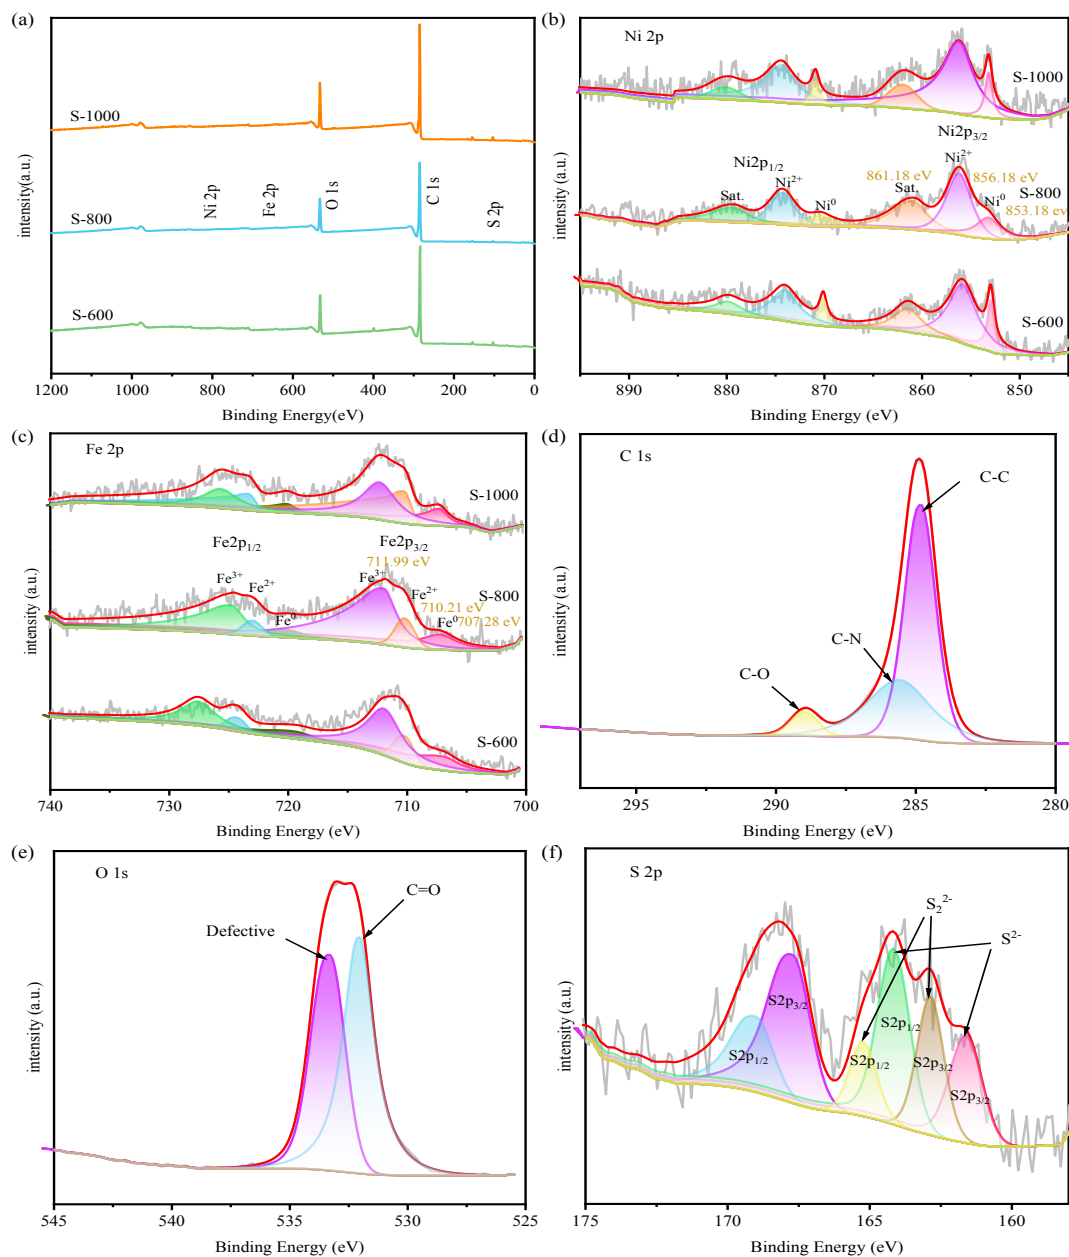 (a)
S-1000
S-800
S-600
Ni 2p
Fe 2p
O 1s
C 1s
S 2p
intensity(a.u.)
1200 1000 800 600 400 200 0
Binding Energy(eV)
(b)
Ni 2p
S-1000
Ni2p3/2
Ni2p1/2
Ni2+
861.18 eV
856.18 eV
Sat.
Ni2+
Sat.
S-800
Ni0
Ni0
853.18 ev
S-600
intensity(a.u.)
890 880 870 860 850
Binding Energy(eV)
(c)
Fe 2p
S-1000
Fe2p1/2
Fe2p3/2
711.99 eV
Fe3+
Fe2+
Fe3+
Fe2+
S-800
710.21 eV
Fe0
Fe0
707.28 eV
S-600
intensity (a.u.)
740 730 720 710 700
Binding Energy (eV)
(d)
C 1s
C-C
C-N
C-O
intensity (a.u.)
295 290 285 280
Binding Energy (eV)
(e)
O 1s
C=O
Defective
intensity (a.u.)
545 540 535 530 525
Binding Energy (eV)
(f)
S 2p
S22-
S2-
S2p3/2
S2p1/2
S2p1/2
S2p1/2
S2p3/2
S2p3/2
intensity (a.u.)
175 170 165 160
Binding Energy (eV)